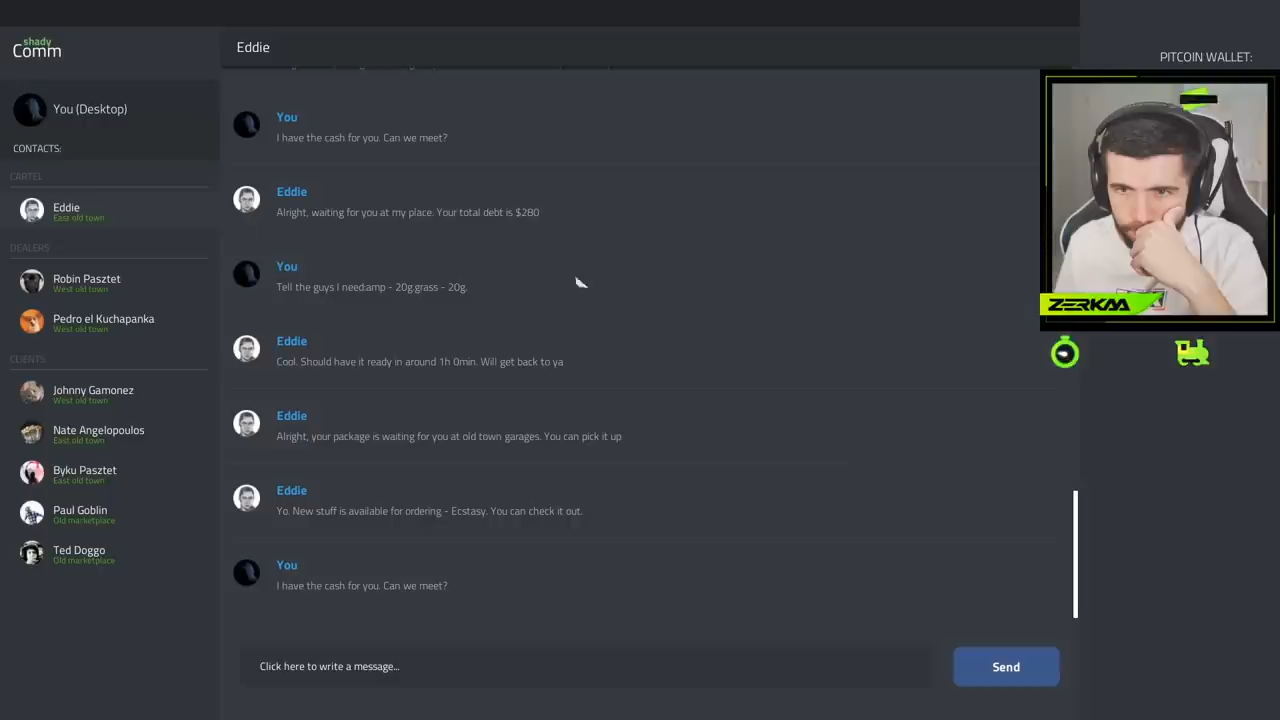 shady
Comm
Eddie
PITCOIN WALLET:
You (Desktop)
CONTACTS:
CARTEL
Eddie
East old town
DEALERS
Robin Pasztet
West old town
Pedro el Kuchapanka
West old town
CLIENTS
Johnny Gamonez
West old town
Nate Angelopoulos
East old town
Byku Pasztet
East old town
Paul Goblin
Old marketplace
Ted Doggo
Old marketplace
You
I have the cash for you. Can we meet?
Eddie
Alright, waiting for you at my place. Your total debt is $280
You
Tell the guys I need:amp - 20g,grass - 20g.
Eddie
Cool. Should have it ready in around 1h 0min. Will get back to ya
Eddie
Alright, your package is waiting for you at old town garages. You can pick it up
Eddie
Yo. New stuff is available for ordering - Ecstasy. You can check it out.
You
I have the cash for you. Can we meet?
Click here to write a message...
Send
ZERKAA